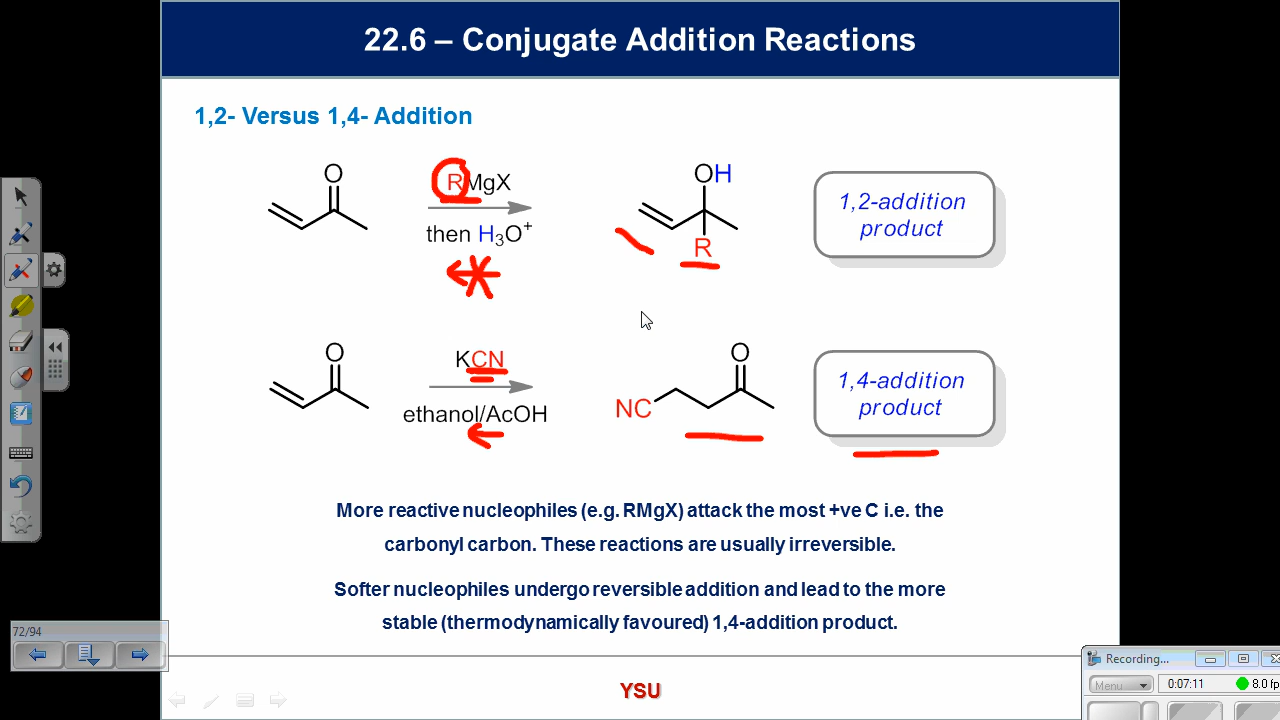 22.6 – Conjugate Addition Reactions
1,2- Versus 1,4- Addition
O
RMgX
then H₃O⁺
OH
R
1,2-addition
product
O
KCN
ethanol/AcOH
O
NC
1,4-addition
product
More reactive nucleophiles (e.g. RMgX) attack the most +ve C i.e. the
carbonyl carbon. These reactions are usually irreversible.
Softer nucleophiles undergo reversible addition and lead to the more
stable (thermodynamically favoured) 1,4-addition product.
72/94
YSU
Recording...
Menu
0:07:11
8.0 fp